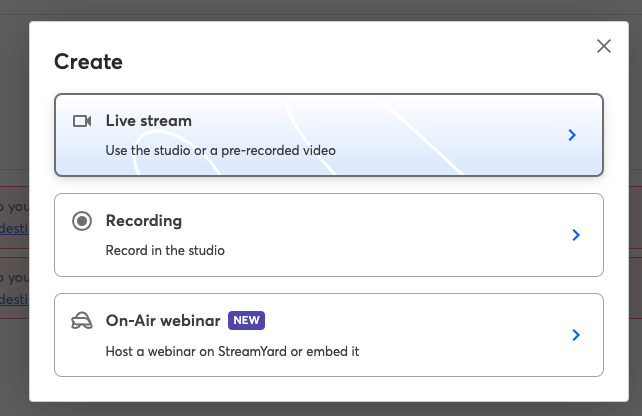 Create
Live stream
Use the studio or a pre-recorded video
Recording
Record in the studio
On-Air webinar NEW
Host a webinar on StreamYard or embed it